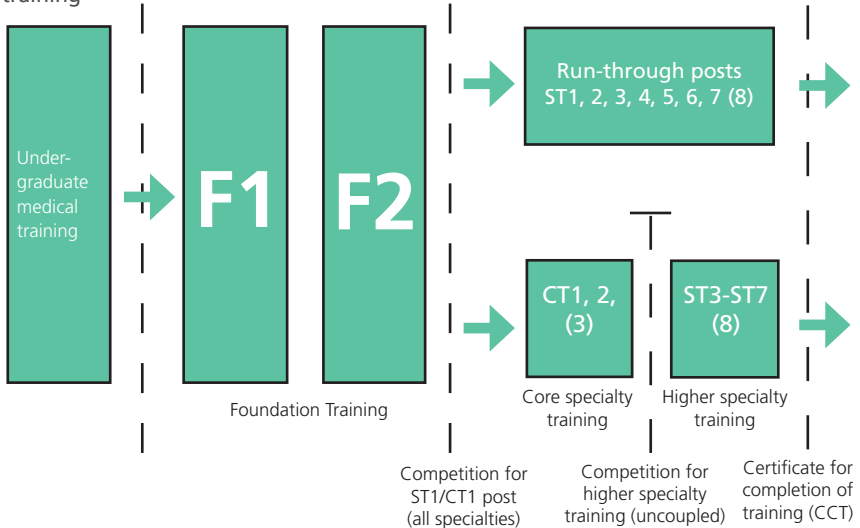 training
Under-
graduate
medical
training
F1
F2
Foundation Training
Run-through posts
ST1, 2, 3, 4, 5, 6, 7 (8)
CT1, 2,
(3)
ST3-ST7
(8)
Core specialty
training
Higher specialty
training
Competition for
ST1/CT1 post
(all specialties)
Competition for
higher specialty
training (uncoupled)
Certificate for
completion of
training (CCT)